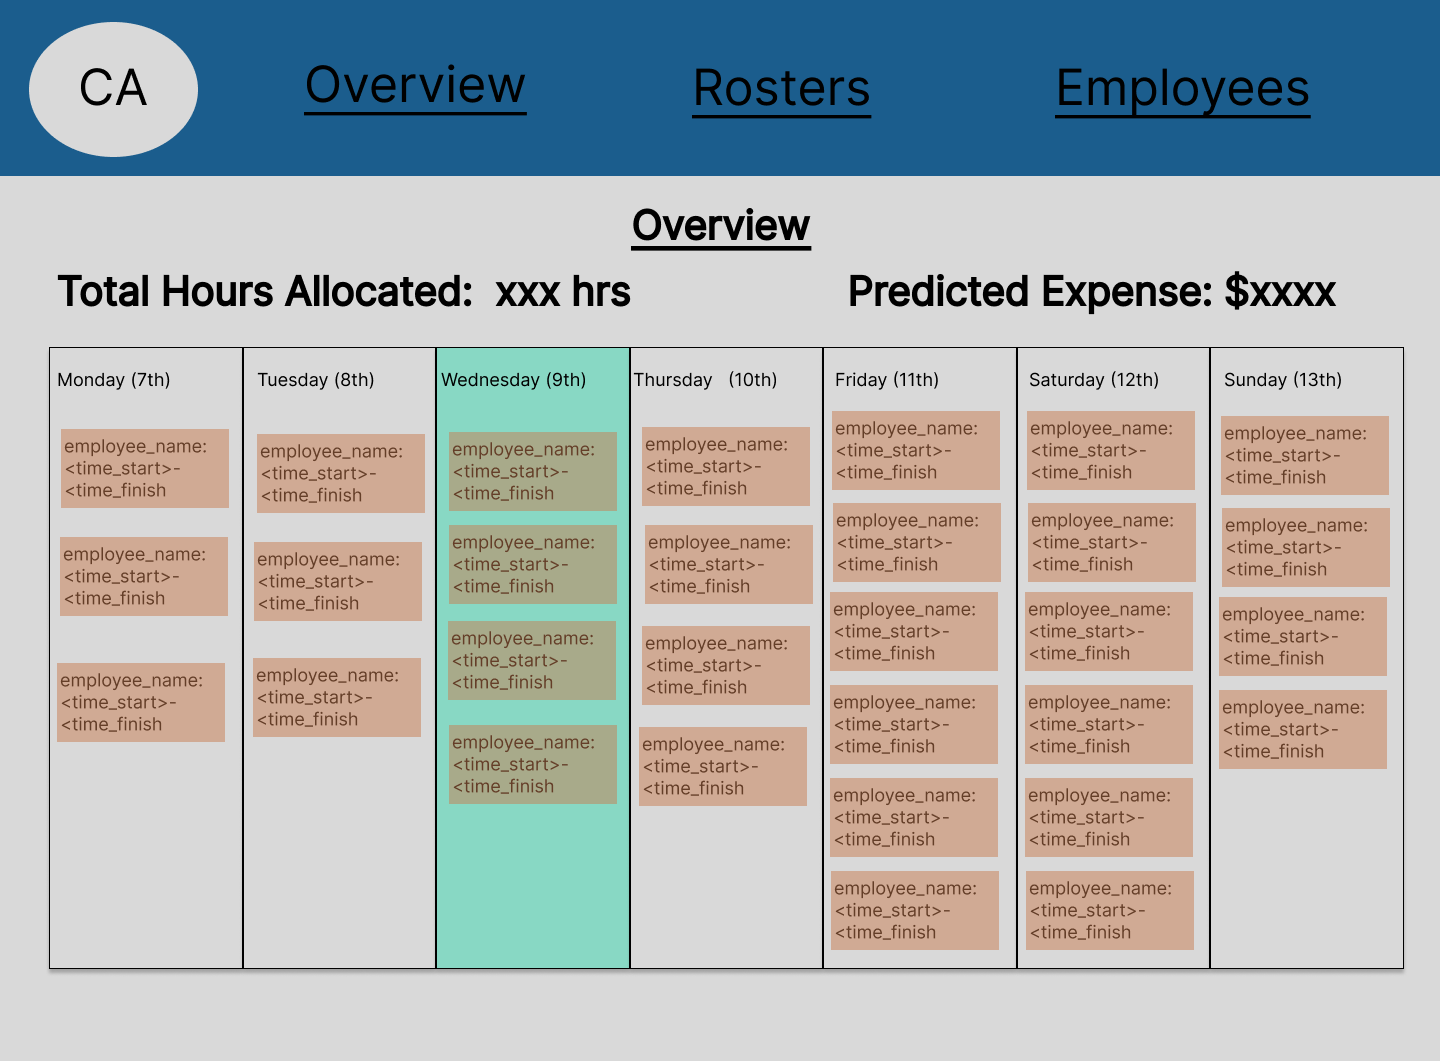 CA
Overview
Rosters
Employees
Overview
Total Hours Allocated:  xxx hrs
Predicted Expense: $xxxx
Monday (7th)
employee_name:
<time_start>-
<time_finish
employee_name:
<time_start>-
<time_finish
employee_name:
<time_start>-
<time_finish
Tuesday (8th)
employee_name:
<time_start>-
<time_finish
employee_name:
<time_start>-
<time_finish
employee_name:
<time_start>-
<time_finish
Wednesday (9th)
employee_name:
<time_start>-
<time_finish
employee_name:
<time_start>-
<time_finish
employee_name:
<time_start>-
<time_finish
employee_name:
<time_start>-
<time_finish
Thursday   (10th)
employee_name:
<time_start>-
<time_finish
employee_name:
<time_start>-
<time_finish
employee_name:
<time_start>-
<time_finish
employee_name:
<time_start>-
<time_finish
Friday (11th)
employee_name:
<time_start>-
<time_finish
employee_name:
<time_start>-
<time_finish
employee_name:
<time_start>-
<time_finish
employee_name:
<time_start>-
<time_finish
employee_name:
<time_start>-
<time_finish
employee_name:
<time_start>-
<time_finish
Saturday (12th)
employee_name:
<time_start>-
<time_finish
employee_name:
<time_start>-
<time_finish
employee_name:
<time_start>-
<time_finish
employee_name:
<time_start>-
<time_finish
employee_name:
<time_start>-
<time_finish
employee_name:
<time_start>-
<time_finish
Sunday (13th)
employee_name:
<time_start>-
<time_finish
employee_name:
<time_start>-
<time_finish
employee_name:
<time_start>-
<time_finish
employee_name:
<time_start>-
<time_finish